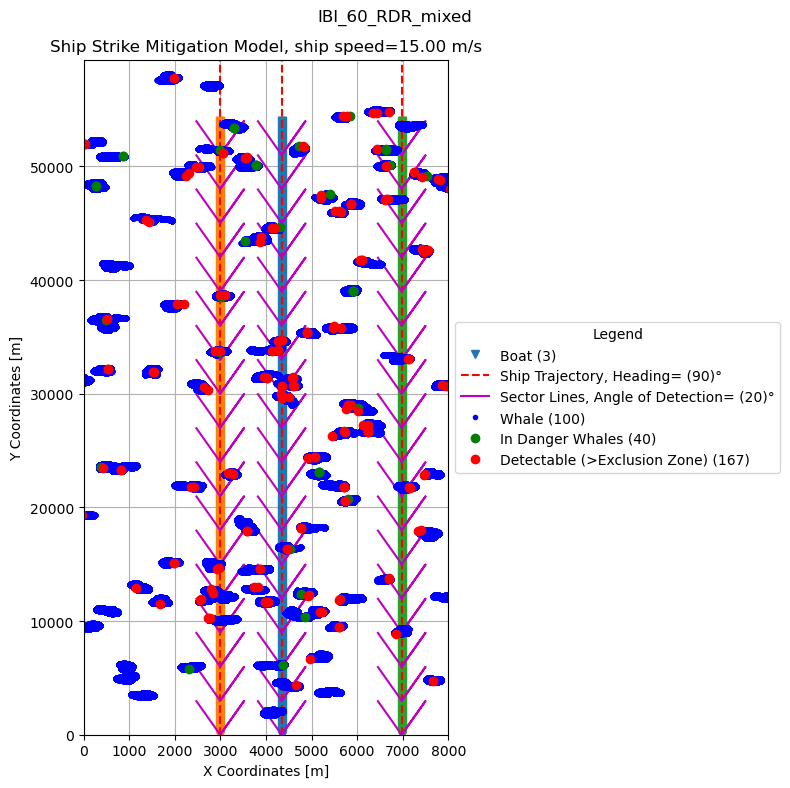 IBI_60_RDR_mixed
Ship Strike Mitigation Model, ship speed=15.00 m/s
Y Coordinates [m]
50000
40000
30000
20000
10000
0
0 1000 2000 3000 4000 5000 6000 7000 8000
X Coordinates [m]
Legend
Boat (3)
Ship Trajectory, Heading= (90)°
Sector Lines, Angle of Detection= (20)°
Whale (100)
In Danger Whales (40)
Detectable (>Exclusion Zone) (167)